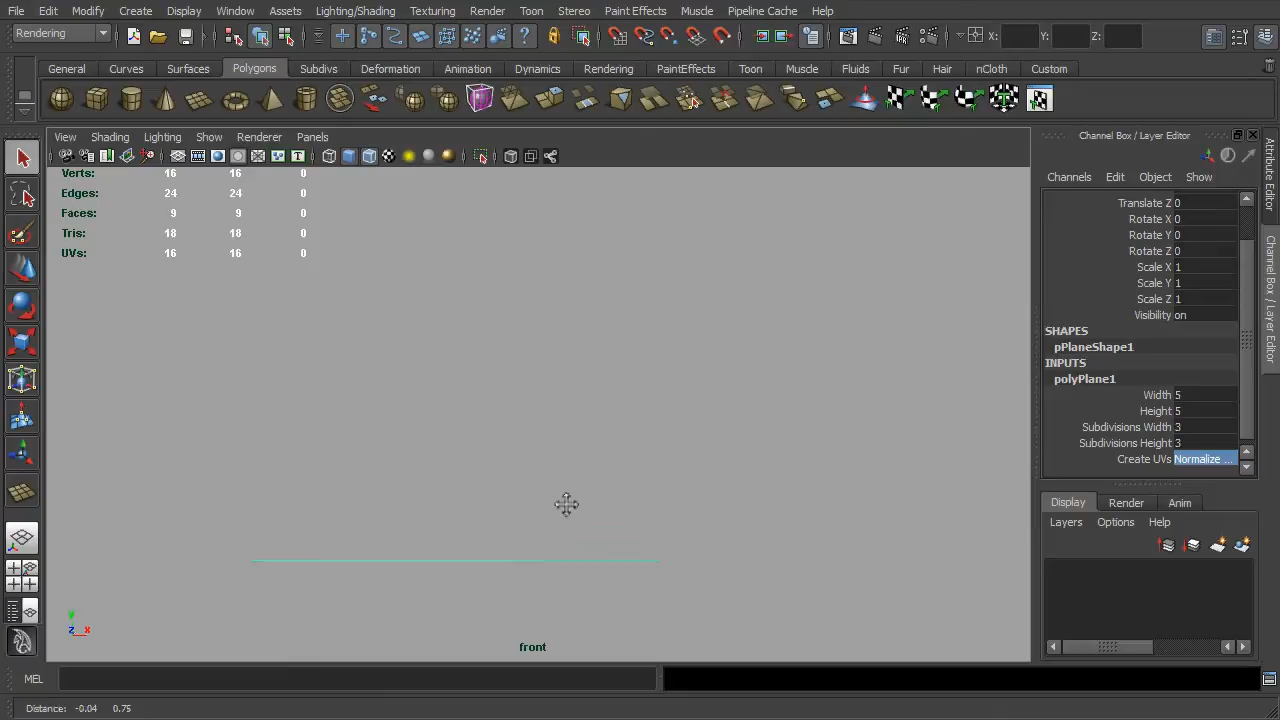 File Edit Modify Create Display Window Assets Lighting/Shading Texturing Render Toon Stereo Paint Effects Muscle Pipeline Cache Help
Rendering X: Y: Z:
General Curves Surfaces Polygons Subdivs Deformation Animation Dynamics Rendering PaintEffects Toon Muscle Fluids Fur Hair nCloth Custom
View Shading Lighting Show Renderer Panels
Verts: 16 16 0
Edges: 24 24 0
Faces: 9 9 0
Tris: 18 18 0
UVs: 16 16 0
y
z x
front
Channel Box / Layer Editor
Channels Edit Object Show
Translate Z 0
Rotate X 0
Rotate Y 0
Rotate Z 0
Scale X 1
Scale Y 1
Scale Z 1
Visibility on
SHAPES
pPlaneShape1
INPUTS
polyPlane1
Width 5
Height 5
Subdivisions Width 3
Subdivisions Height 3
Create UVs Normalize ...
Display Render Anim
Layers Options Help
Attribute Editor
Channel Box / Layer Editor
MEL
Distance: -0.04 0.75